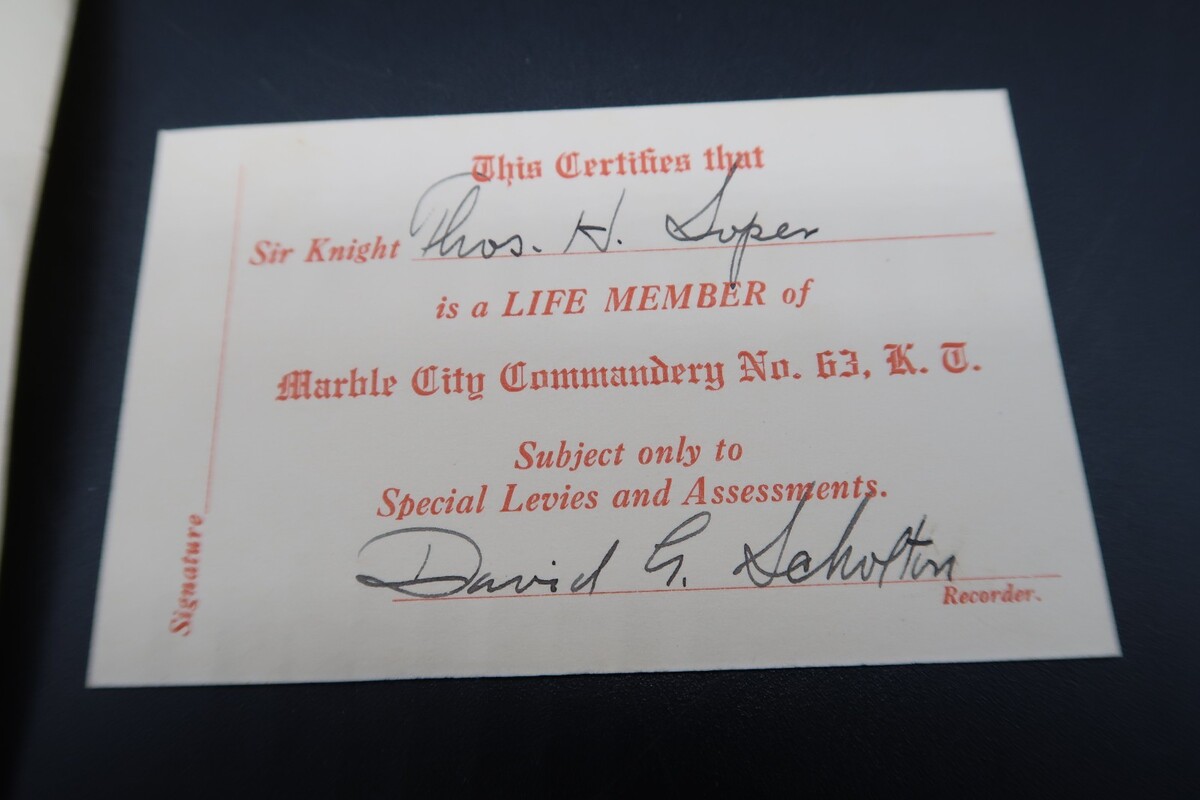 This Certifies that
Sir Knight Thos. H. Soper
is a LIFE MEMBER of
Marble City Commandery No. 63, K. T.
Subject only to
Special Levies and Assessments.
David G. Scholton
Recorder.
Signature